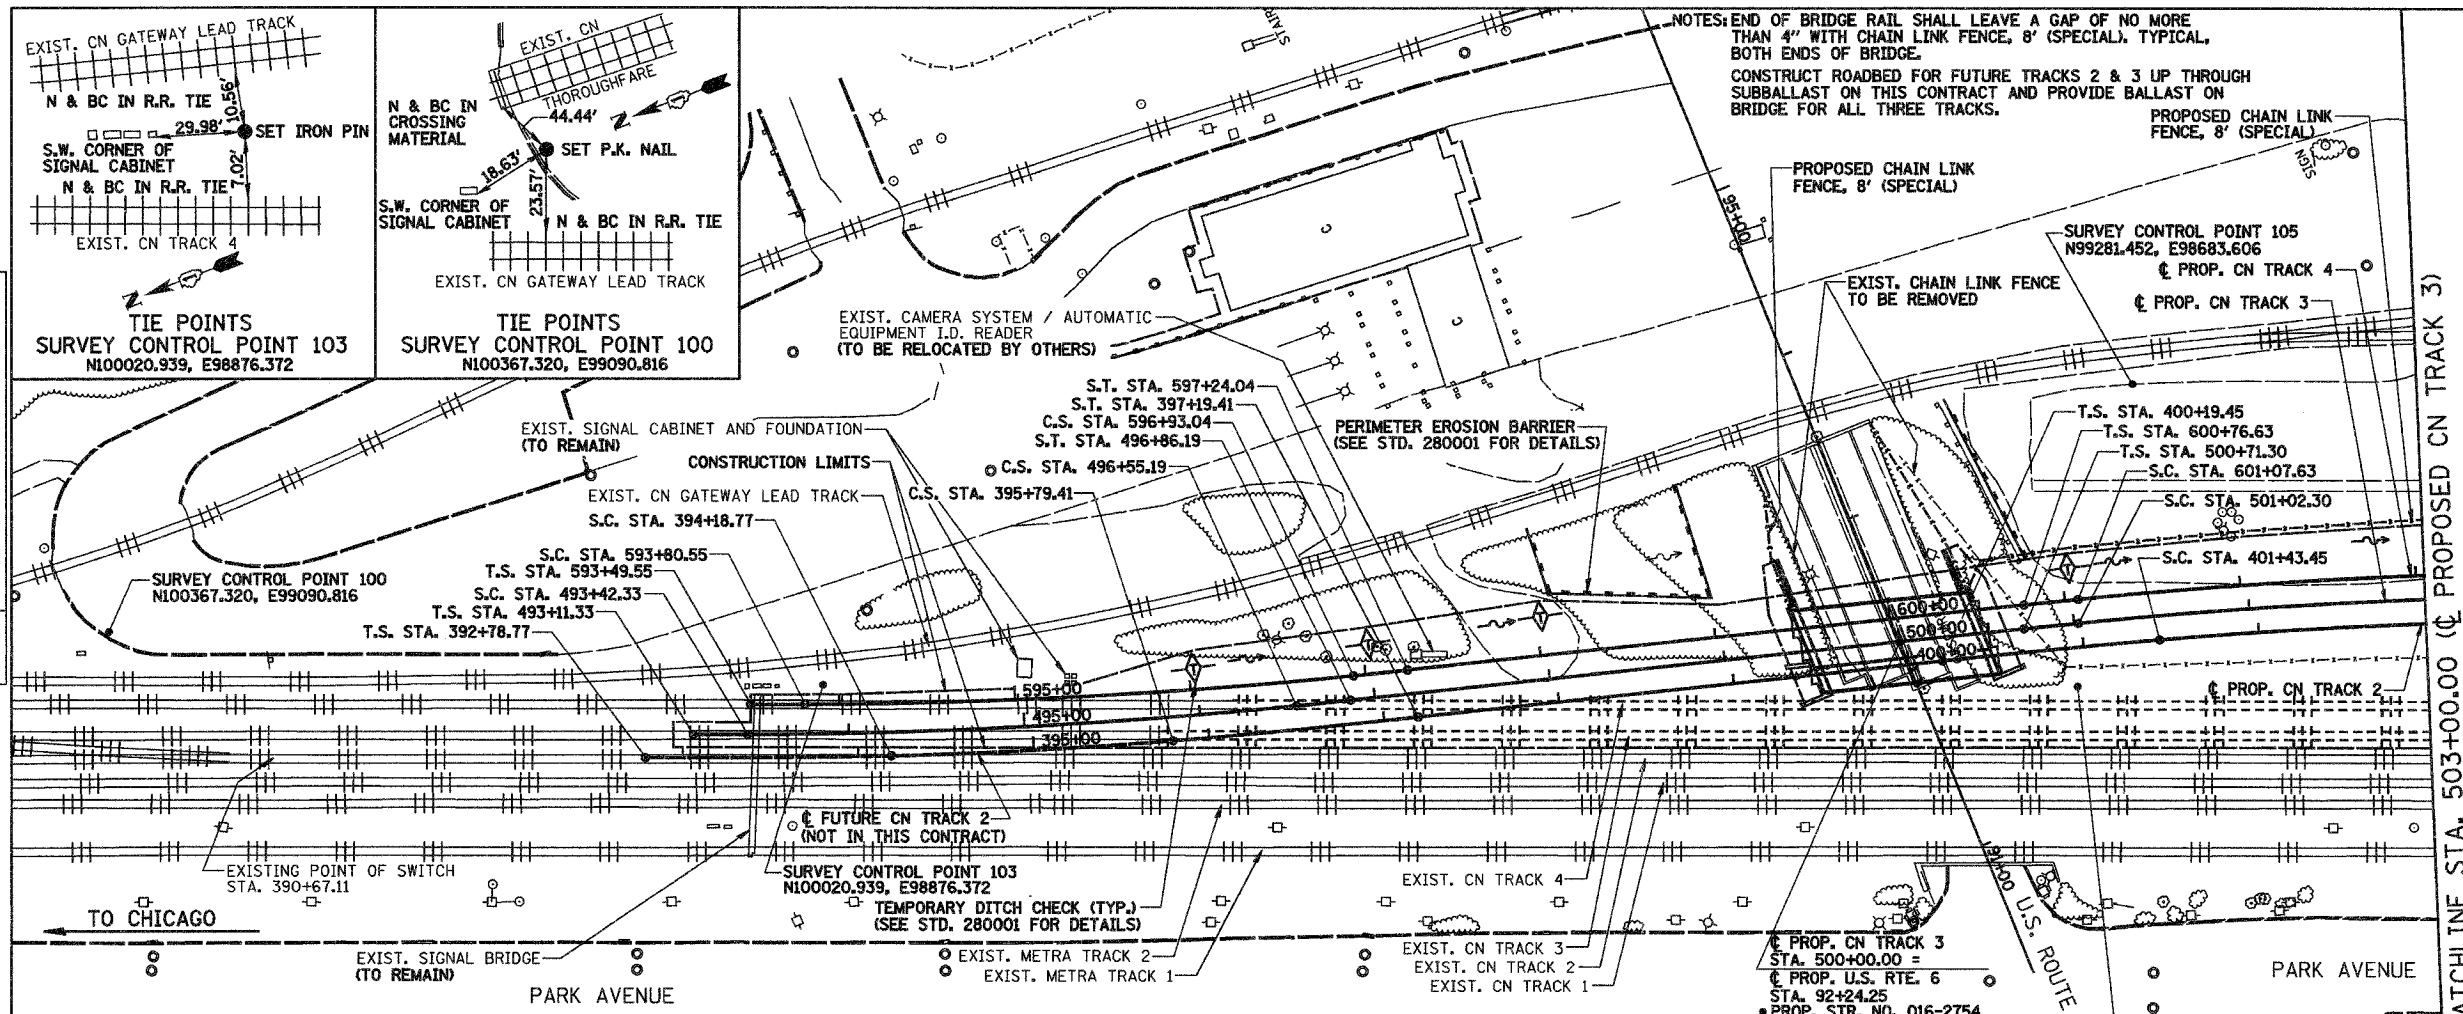 EXIST. CN GATEWAY LEAD TRACK
N & BC IN R.R. TIE
10.56'
29.98'
SET IRON PIN
S.W. CORNER OF
SIGNAL CABINET
7.02'
N & BC IN R.R. TIE
EXIST. CN TRACK 4
N
TIE POINTS
SURVEY CONTROL POINT 103
N100020.939, E98876.372
EXIST. CN
THOROUGHFARE
N & BC IN
CROSSING
MATERIAL
44.44'
N
SET P.K. NAIL
18.63'
23.57'
S.W. CORNER OF
SIGNAL CABINET
N & BC IN R.R. TIE
EXIST. CN GATEWAY LEAD TRACK
TIE POINTS
SURVEY CONTROL POINT 100
N100367.320, E99090.816
NOTES: END OF BRIDGE RAIL SHALL LEAVE A GAP OF NO MORE
THAN 4" WITH CHAIN LINK FENCE, 8' (SPECIAL). TYPICAL,
BOTH ENDS OF BRIDGE.
CONSTRUCT ROADBED FOR FUTURE TRACKS 2 & 3 UP THROUGH
SUBBALLAST ON THIS CONTRACT AND PROVIDE BALLAST ON
BRIDGE FOR ALL THREE TRACKS.
PROPOSED CHAIN LINK
FENCE, 8' (SPECIAL)
SIGN
PROPOSED CHAIN LINK
FENCE, 8' (SPECIAL)
195+00
SURVEY CONTROL POINT 105
N99281.452, E98683.606
℄ PROP. CN TRACK 4
℄ PROP. CN TRACK 3
EXIST. CHAIN LINK FENCE
TO BE REMOVED
C
C
EXIST. CAMERA SYSTEM / AUTOMATIC
EQUIPMENT I.D. READER
(TO BE RELOCATED BY OTHERS)
S.T. STA. 597+24.04
S.T. STA. 397+19.41
C.S. STA. 596+93.04
S.T. STA. 496+86.19
C.S. STA. 496+55.19
C.S. STA. 395+79.41
PERIMETER EROSION BARRIER
(SEE STD. 280001 FOR DETAILS)
T.S. STA. 400+19.45
T.S. STA. 600+76.63
T.S. STA. 500+71.30
S.C. STA. 601+07.63
S.C. STA. 501+02.30
S.C. STA. 401+43.45
EXIST. SIGNAL CABINET AND FOUNDATION
(TO REMAIN)
CONSTRUCTION LIMITS
EXIST. CN GATEWAY LEAD TRACK
S.C. STA. 394+18.77
S.C. STA. 593+80.55
T.S. STA. 593+49.55
S.C. STA. 493+42.33
T.S. STA. 493+11.33
T.S. STA. 392+78.77
SURVEY CONTROL POINT 100
N100367.320, E99090.816
595+00
495+00
395+00
600+00
500+00
400+00
℄ PROP. CN TRACK 2
℄ FUTURE CN TRACK 2
(NOT IN THIS CONTRACT)
SURVEY CONTROL POINT 103
N100020.939, E98876.372
TEMPORARY DITCH CHECK (TYP.)
(SEE STD. 280001 FOR DETAILS)
EXISTING POINT OF SWITCH
STA. 390+67.11
TO CHICAGO
EXIST. SIGNAL BRIDGE
(TO REMAIN)
PARK AVENUE
EXIST. METRA TRACK 2
EXIST. METRA TRACK 1
EXIST. CN TRACK 4
EXIST. CN TRACK 3
EXIST. CN TRACK 2
EXIST. CN TRACK 1
191+00
U.S. ROUTE
℄ PROP. CN TRACK 3
STA. 500+00.00 =
℄ PROP. U.S. RTE. 6
STA. 92+24.25
PROP. STR. NO. 016-2754
PARK AVENUE
MATCHLINE STA. 503+00.00 (℄ PROPOSED CN TRACK 3)